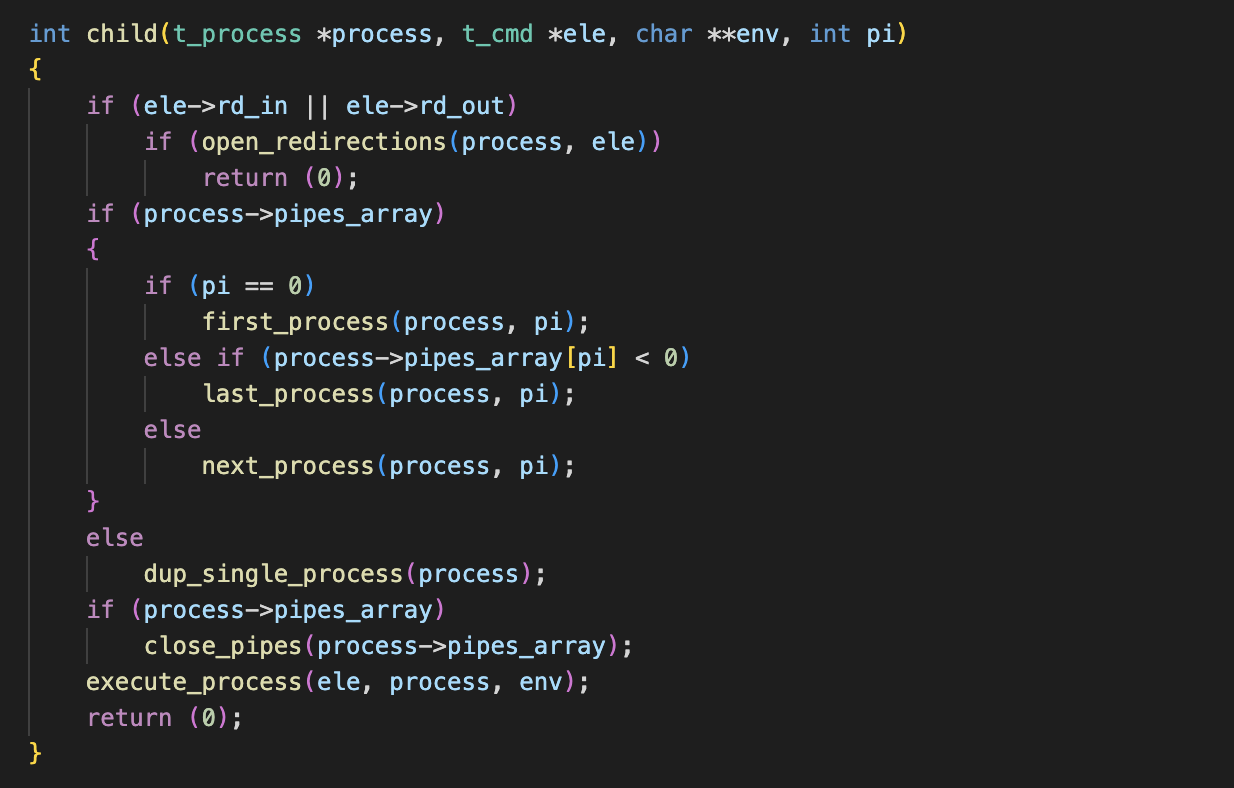 int child(t_process *process, t_cmd *ele, char **env, int pi)
{
    if (ele->rd_in || ele->rd_out)
        if (open_redirections(process, ele))
            return (0);
    if (process->pipes_array)
    {
        if (pi == 0)
            first_process(process, pi);
        else if (process->pipes_array[pi] < 0)
            last_process(process, pi);
        else
            next_process(process, pi);
    }
    else
        dup_single_process(process);
    if (process->pipes_array)
        close_pipes(process->pipes_array);
    execute_process(ele, process, env);
    return (0);
}